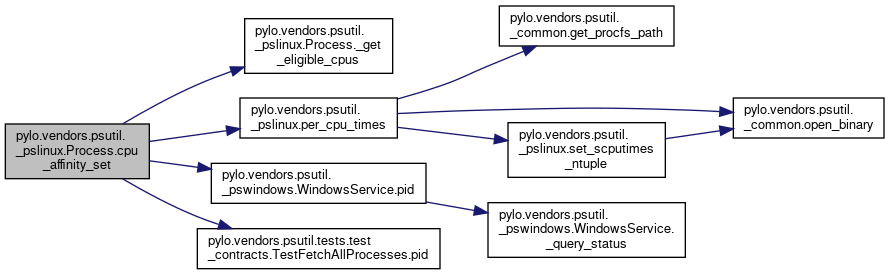 pylo.vendors.psutil.
_pslinux.Process.cpu
_affinity_set
pylo.vendors.psutil.
_pslinux.Process._get
_eligible_cpus
pylo.vendors.psutil.
_pslinux.per_cpu_times
pylo.vendors.psutil.
_pswindows.WindowsService.pid
pylo.vendors.psutil.tests.test
_contracts.TestFetchAllProcesses.pid
pylo.vendors.psutil.
_common.get_procfs_path
pylo.vendors.psutil.
_pslinux.set_scputimes
_ntuple
pylo.vendors.psutil.
_pswindows.WindowsService.
_query_status
pylo.vendors.psutil.
_common.open_binary